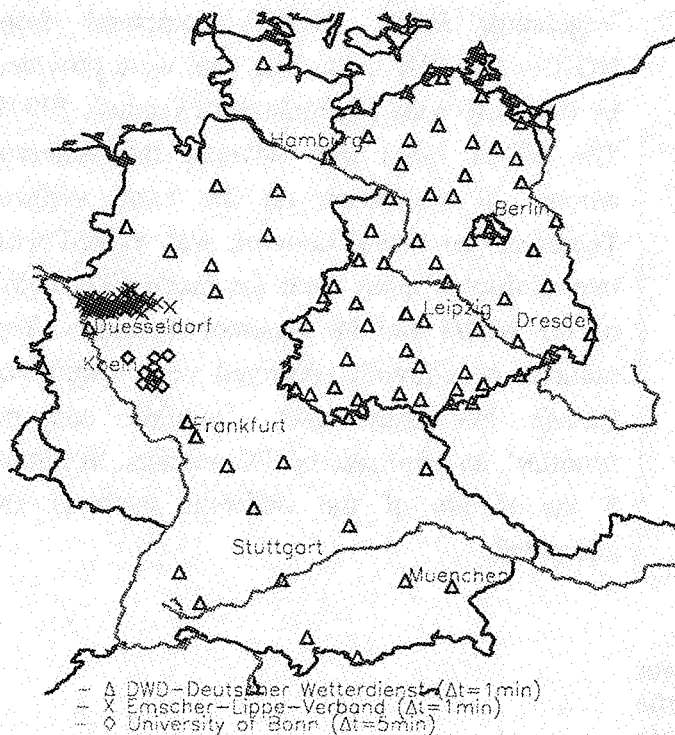 Hamburg
Berlin
Leipzig
Dresden
Duesseldorf
Koeln
Frankfurt
Stuttgart
Muenchen
– Δ DWD–Deutscher Wetterdienst (Δt=1min)
– X Emscher–Lippe–Verband (Δt=1min)
– ◇ University of Bonn (Δt=5min)